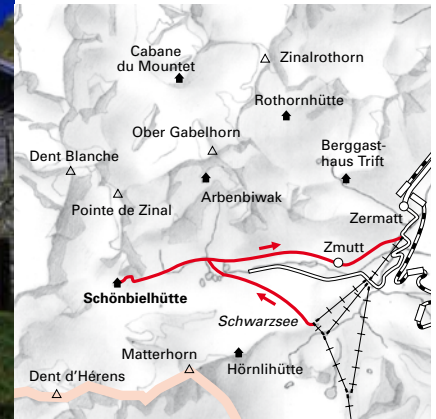 Cabane
du Mountet
Zinalrothorn
Rothornhütte
Ober Gabelhorn
Berggast-
haus Trift
Dent Blanche
Arbenbiwak
Pointe de Zinal
Zermatt
Zmutt
Schönbielhütte
Schwarzsee
Matterhorn
Hörnlihütte
Dent d'Hérens